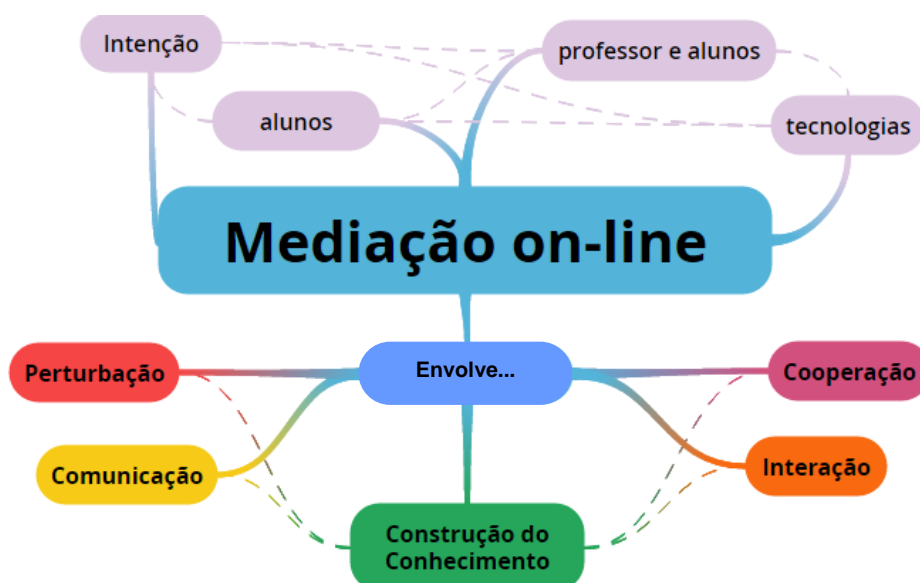 Intenção
professor e alunos
alunos
tecnologias
Mediação on-line
Envolve...
Perturbação
Cooperação
Comunicação
Interação
Construção do
Conhecimento